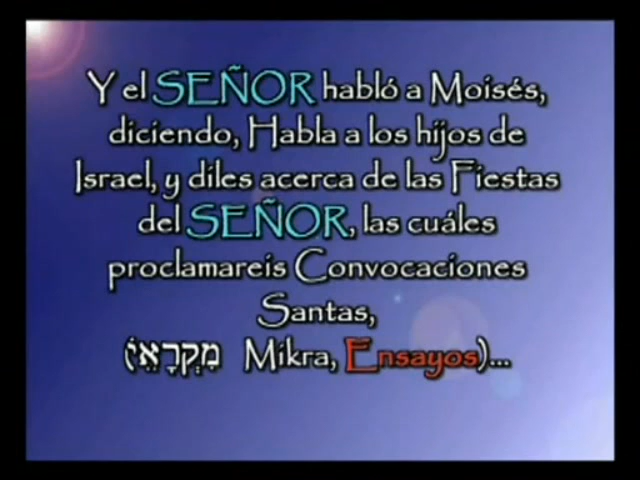 Y el SEÑOR habló a Moisés,
diciendo, Habla a los hijos de
Israel, y diles acerca de las Fiestas
del SEÑOR, las cuáles
proclamareis Convocaciones
Santas,
(מִקְרָאֵי Mikra, Ensayos)...